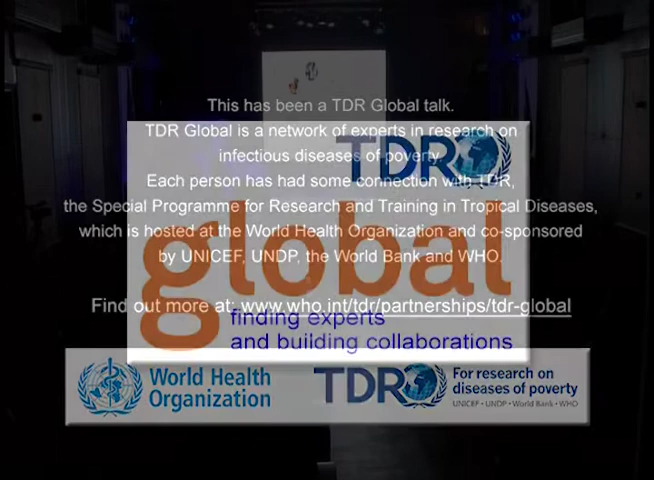 This has been a TDR Global talk.
TDR Global is a network of experts in research on
infectious diseases of poverty.
TDR
Each person has had some connection with TDR,
the Special Programme for Research and Training in Tropical Diseases,
which is hosted at the World Health Organization and co-sponsored
by UNICEF, UNDP, the World Bank and WHO.
global
Find out more at: www.who.int/tdr/partnerships/tdr-global
finding experts
and building collaborations
World Health
Organization
TDR
For research on
diseases of poverty
UNICEF • UNDP • World Bank • WHO